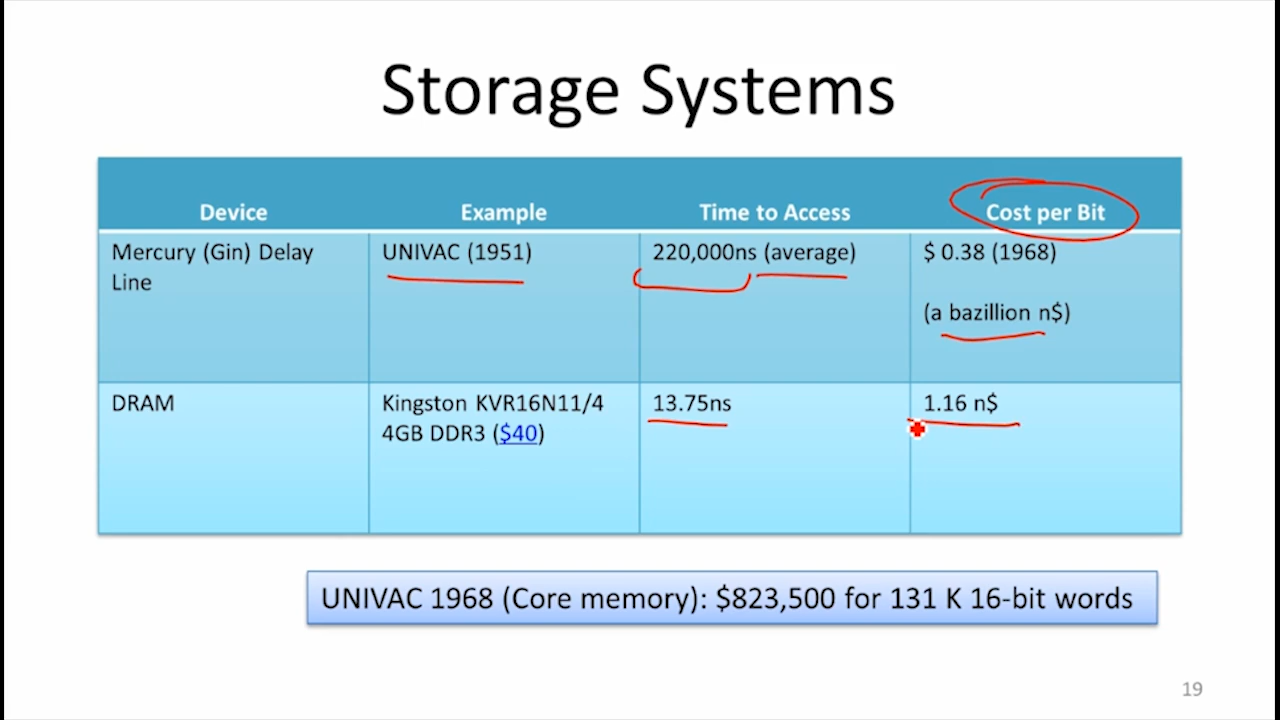 Storage Systems
Device Example Time to Access Cost per Bit
Mercury (Gin) Delay
Line
UNIVAC (1951)
220,000ns (average)
$ 0.38 (1968)
(a bazillion n$)
DRAM
Kingston KVR16N11/4
4GB DDR3 ($40)
13.75ns
1.16 n$
UNIVAC 1968 (Core memory): $823,500 for 131 K 16-bit words
19